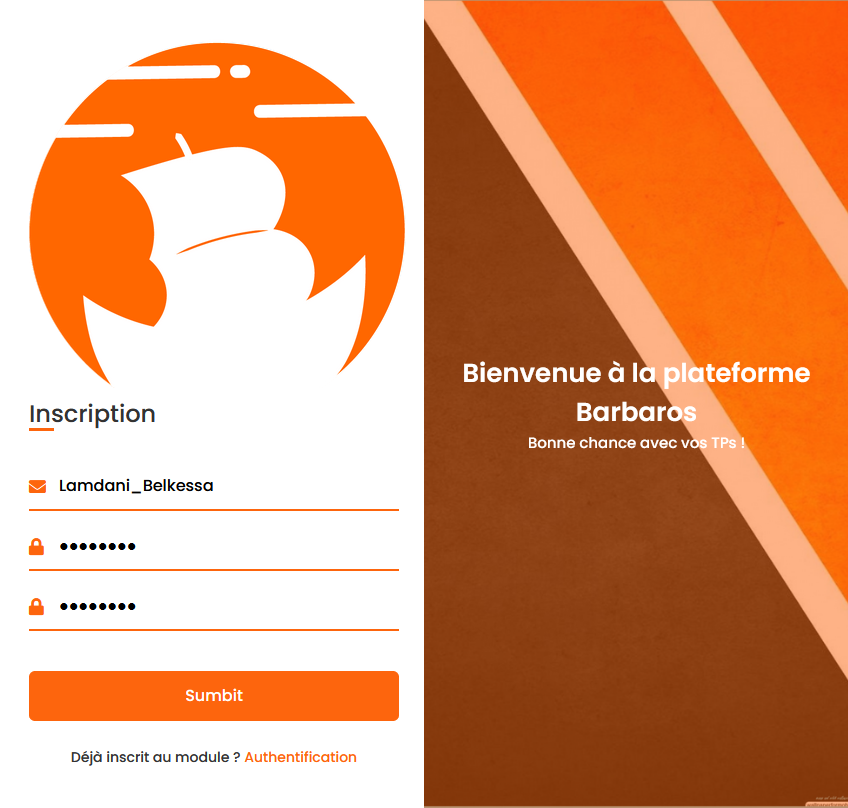 Inscription
Lamdani_Belkessa
••••••••
••••••••
Sumbit
Déjà inscrit au module ? Authentification
Bienvenue à la plateforme
Barbaros
Bonne chance avec vos TPs !